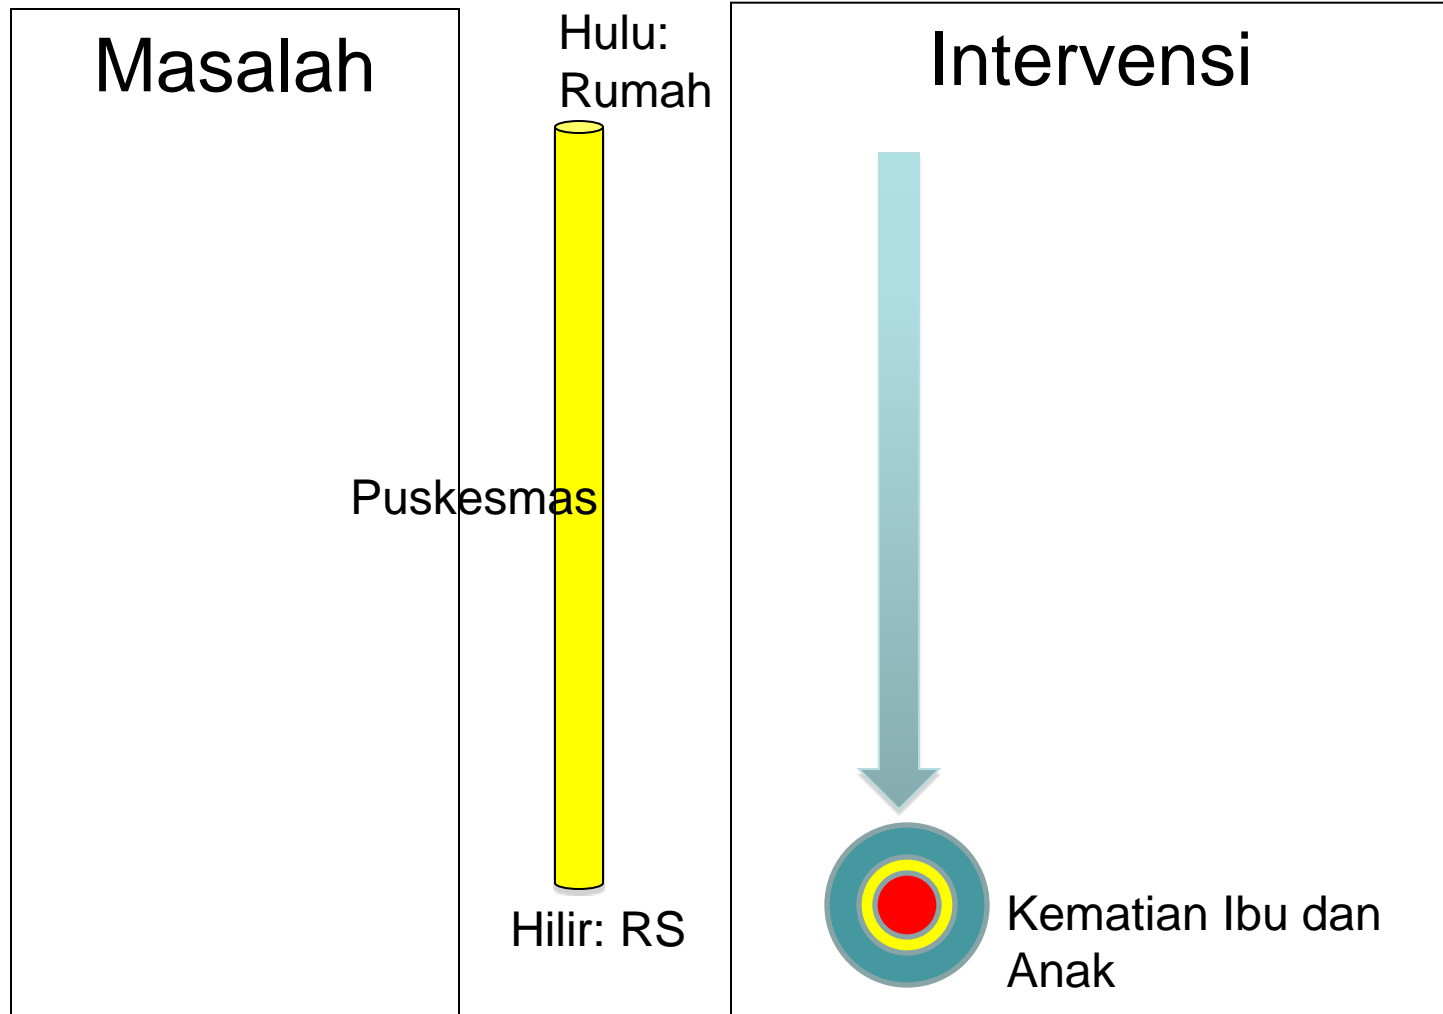 Masalah
Hulu:
Rumah
Intervensi
Puskesmas
Hilir: RS
Kematian Ibu dan
Anak